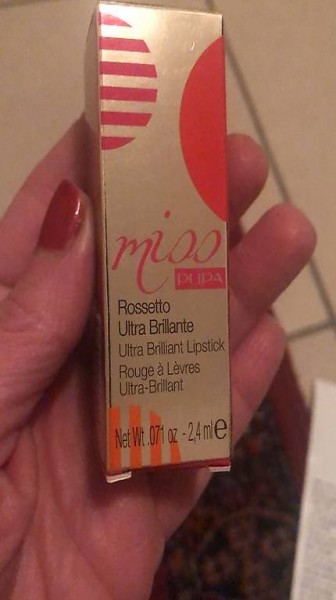 miss
PUPA
Rossetto
Ultra Brillante
Ultra Brilliant Lipstick
Rouge à Lèvres
Ultra-Brillant
Net Wt .071 oz - 2,4 ml e